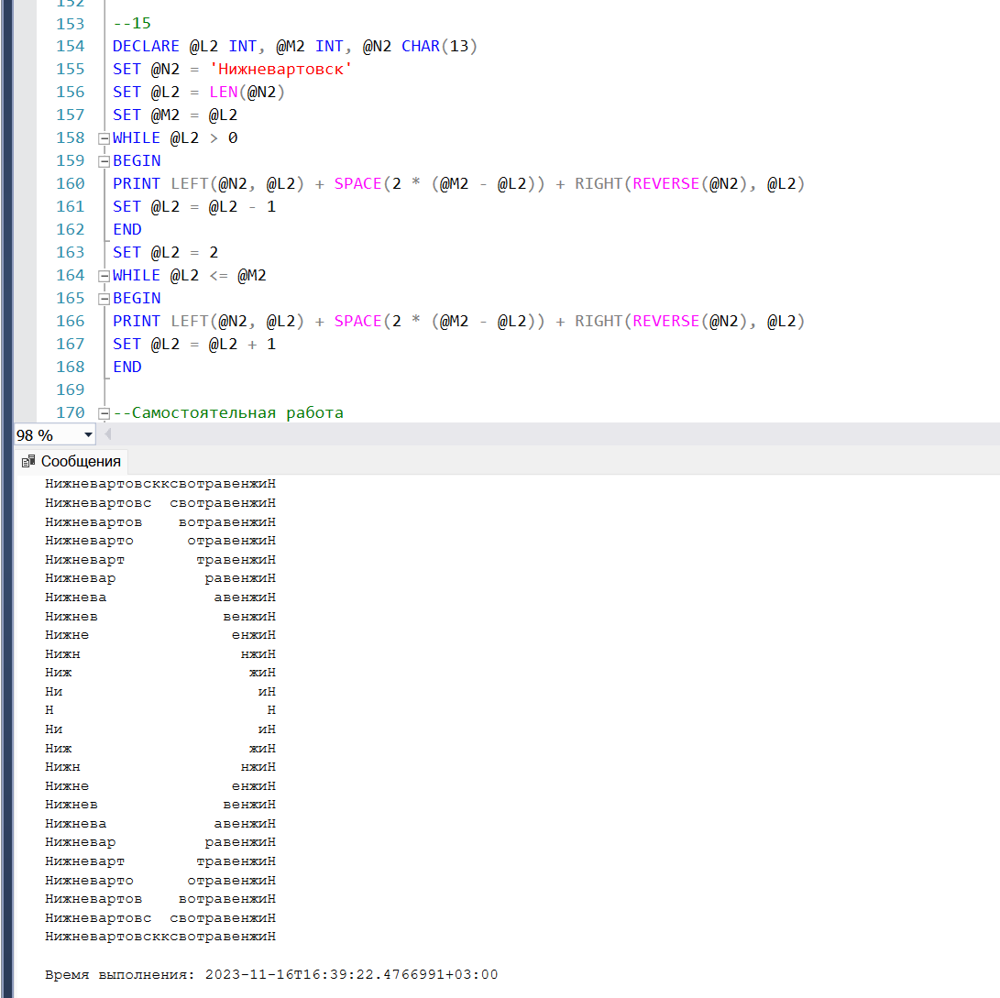 152
153 --15
154 DECLARE @L2 INT, @M2 INT, @N2 CHAR(13)
155 SET @N2 = 'Нижневартовск'
156 SET @L2 = LEN(@N2)
157 SET @M2 = @L2
158 WHILE @L2 > 0
159 BEGIN
160 PRINT LEFT(@N2, @L2) + SPACE(2 * (@M2 - @L2)) + RIGHT(REVERSE(@N2), @L2)
161 SET @L2 = @L2 - 1
162 END
163 SET @L2 = 2
164 WHILE @L2 <= @M2
165 BEGIN
166 PRINT LEFT(@N2, @L2) + SPACE(2 * (@M2 - @L2)) + RIGHT(REVERSE(@N2), @L2)
167 SET @L2 = @L2 + 1
168 END
169
170 --Самостоятельная работа
98 %
Сообщения
НижневартовскксвотравенжиН
Нижневартовс  свотравенжиН
Нижневартов    вотравенжиН
Нижневарто      отравенжиН
Нижневарт        травенжиН
Нижневар          равенжиН
Нижнева            авенжиН
Нижнев              венжиН
Нижне                енжиН
Нижн                  нжиН
Ниж                    жиН
Ни                      иН
Н                        Н
Ни                      иН
Ниж                    жиН
Нижн                  нжиН
Нижне                енжиН
Нижнев              венжиН
Нижнева            авенжиН
Нижневар          равенжиН
Нижневарт        травенжиН
Нижневарто      отравенжиН
Нижневартов    вотравенжиН
Нижневартовс  свотравенжиН
НижневартовскксвотравенжиН
Время выполнения: 2023-11-16T16:39:22.4766991+03:00